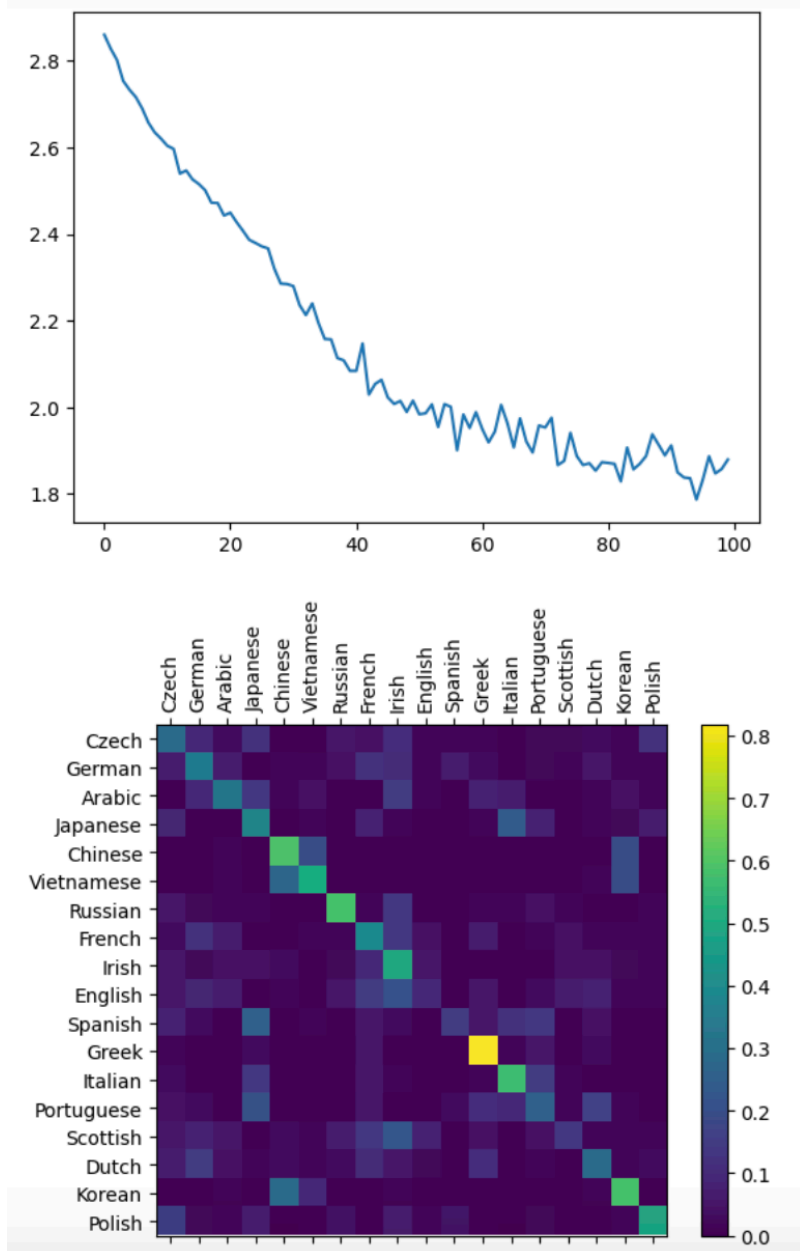 2.8
2.6
2.4
2.2
2.0
1.8
0 20 40 60 80 100
Czech German Arabic Japanese Chinese Vietnamese Russian French Irish English Spanish Greek Italian Portuguese Scottish Dutch Korean Polish
Czech
German
Arabic
Japanese
Chinese
Vietnamese
Russian
French
Irish
English
Spanish
Greek
Italian
Portuguese
Scottish
Dutch
Korean
Polish
0.8
0.7
0.6
0.5
0.4
0.3
0.2
0.1
0.0